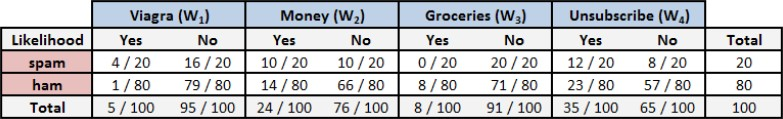 Viagra (W₁) Money (W₂) Groceries (W₃) Unsubscribe (W₄)
Likelihood Yes No Yes No Yes No Yes No Total
spam 4 / 20 16 / 20 10 / 20 10 / 20 0 / 20 20 / 20 12 / 20 8 / 20 20
ham 1 / 80 79 / 80 14 / 80 66 / 80 8 / 80 71 / 80 23 / 80 57 / 80 80
Total 5 / 100 95 / 100 24 / 100 76 / 100 8 / 100 91 / 100 35 / 100 65 / 100 100